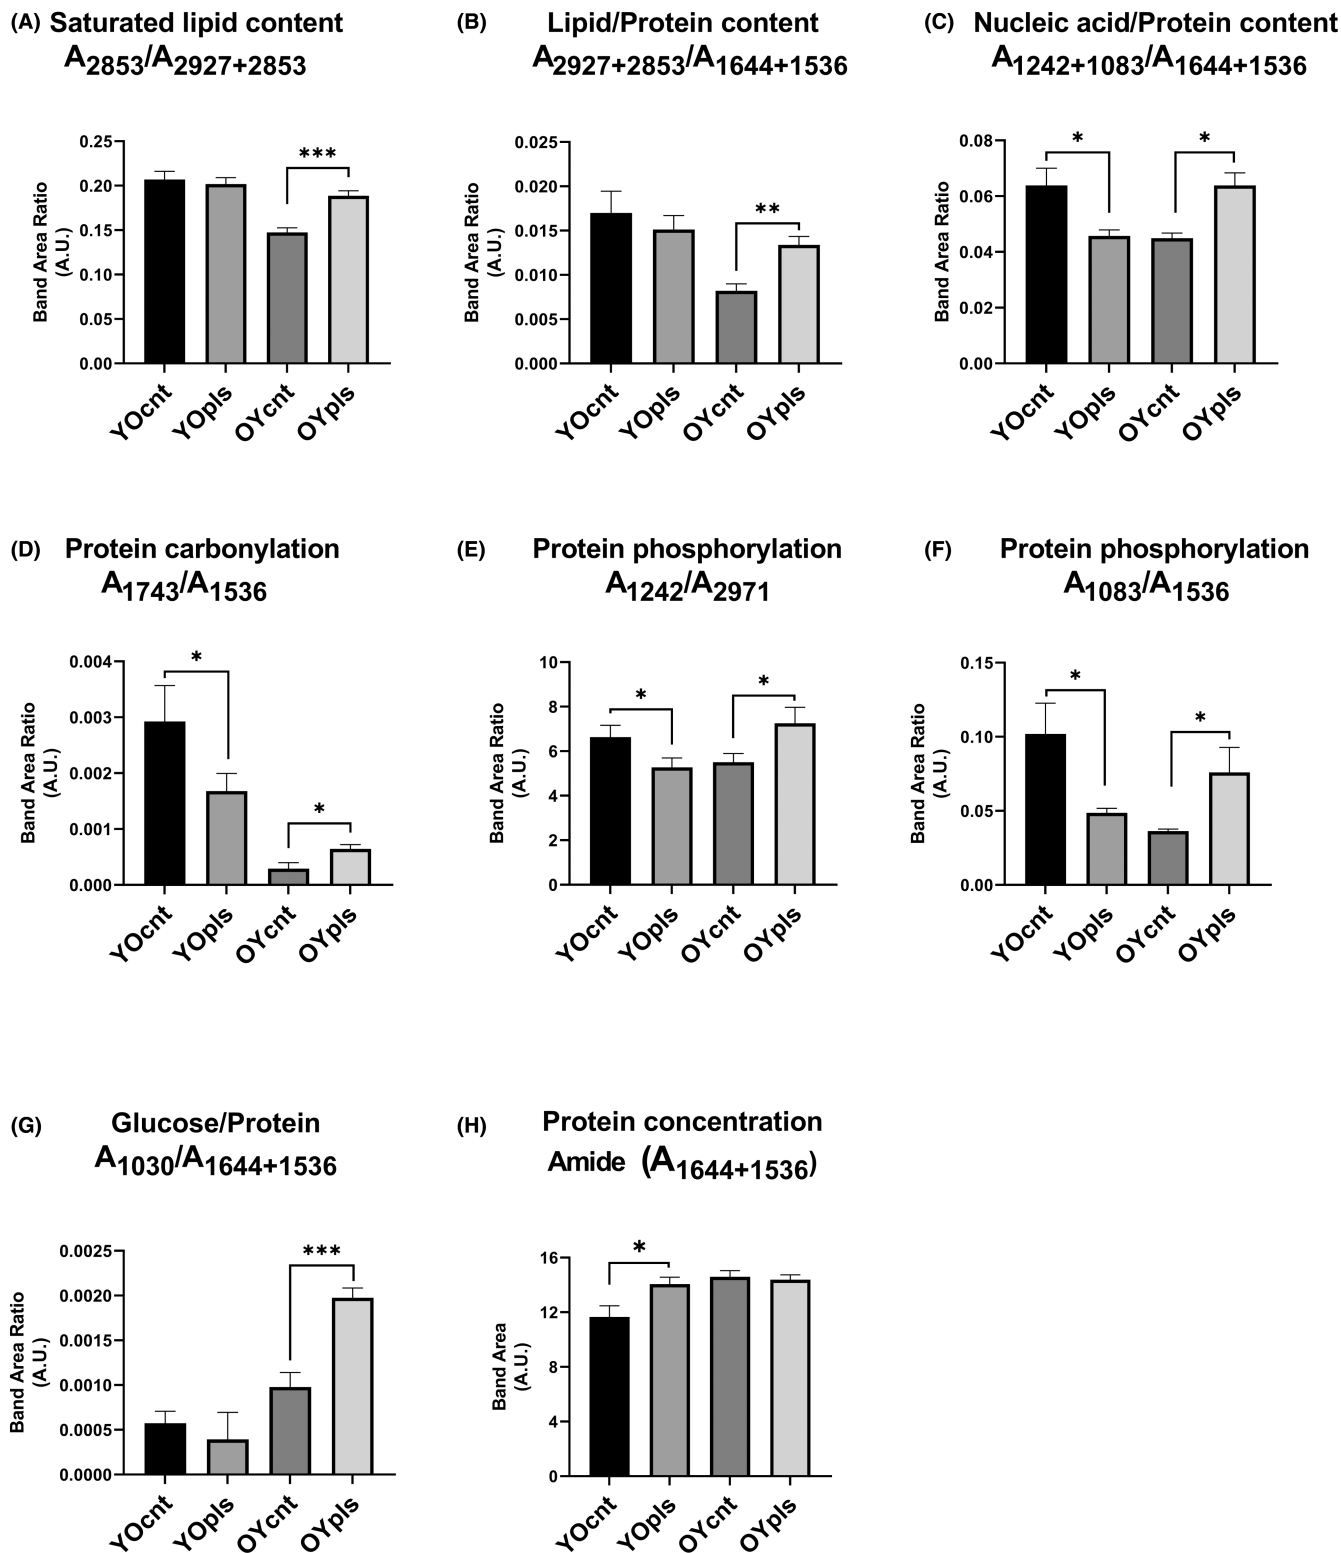 (A) Saturated lipid content
A2853/A2927+2853
Band Area Ratio
(A.U.)
0.25
0.20
0.15
0.10
0.05
0.00
***
YOcnt
YOpls
OYcnt
OYpls
(B) Lipid/Protein content
A2927+2853/A1644+1536
Band Area Ratio
(A.U.)
0.025
0.020
0.015
0.010
0.005
0.000
**
YOcnt
YOpls
OYcnt
OYpls
(C) Nucleic acid/Protein content
A1242+1083/A1644+1536
Band Area Ratio
(A.U.)
0.08
0.06
0.04
0.02
0.00
*
*
YOcnt
YOpls
OYcnt
OYpls
(D) Protein carbonylation
A1743/A1536
Band Area Ratio
(A.U.)
0.004
0.003
0.002
0.001
0.000
*
*
YOcnt
YOpls
OYcnt
OYpls
(E) Protein phosphorylation
A1242/A2971
Band Area Ratio
(A.U.)
10
8
6
4
2
0
*
*
YOcnt
YOpls
OYcnt
OYpls
(F) Protein phosphorylation
A1083/A1536
Band Area Ratio
(A.U.)
0.15
0.10
0.05
0.00
*
*
YOcnt
YOpls
OYcnt
OYpls
(G) Glucose/Protein
A1030/A1644+1536
Band Area Ratio
(A.U.)
0.0025
0.0020
0.0015
0.0010
0.0005
0.0000
***
YOcnt
YOpls
OYcnt
OYpls
(H) Protein concentration
Amide (A1644+1536)
Band Area
(A.U.)
16
12
8
4
0
*
YOcnt
YOpls
OYcnt
OYpls